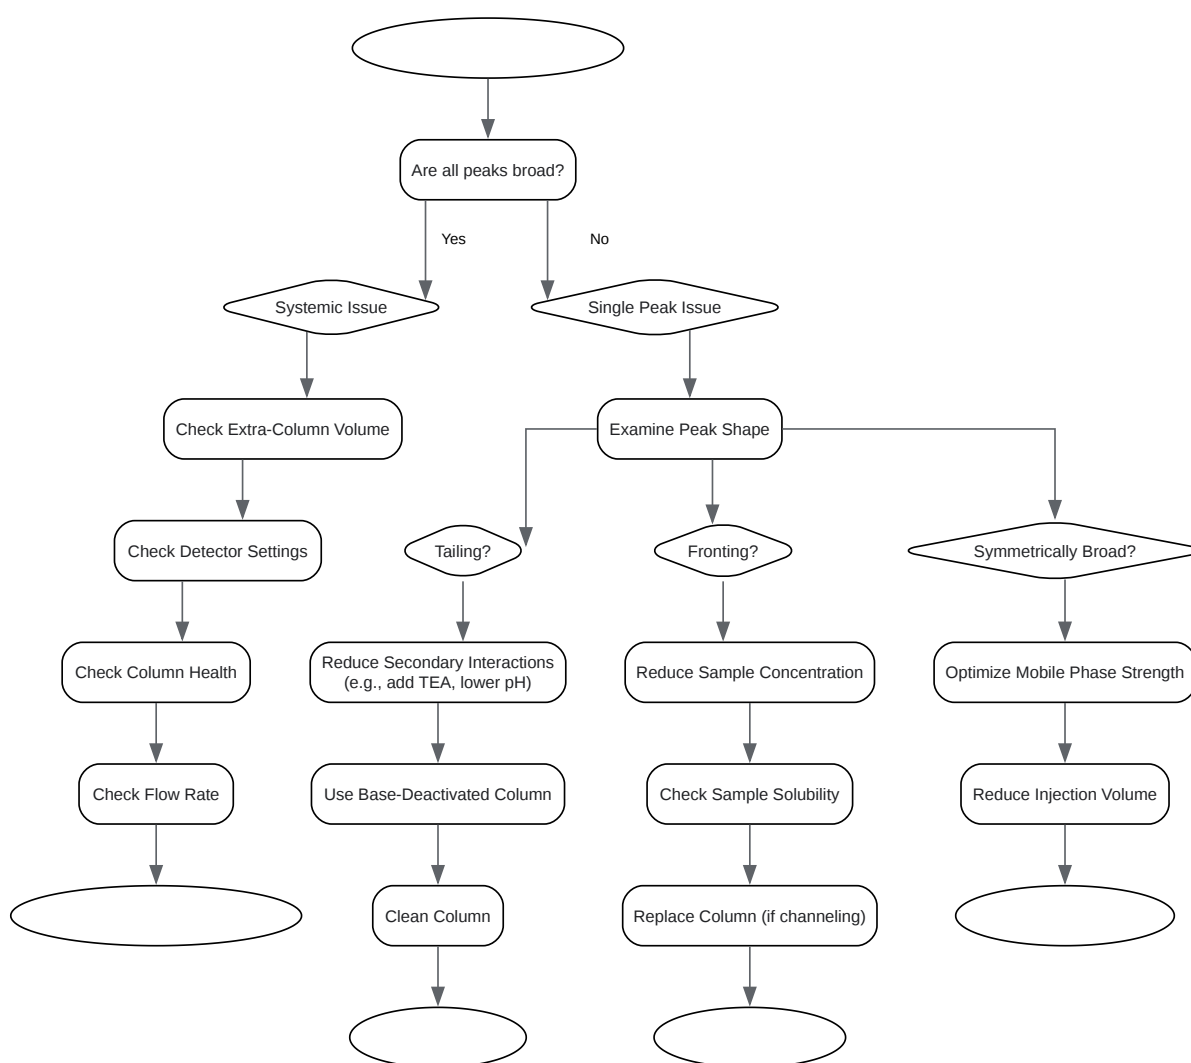 Are all peaks broad?
Yes
No
Systemic Issue
Single Peak Issue
Check Extra-Column Volume
Examine Peak Shape
Check Detector Settings
Tailing?
Fronting?
Symmetrically Broad?
Check Column Health
Reduce Secondary Interactions
(e.g., add TEA, lower pH)
Reduce Sample Concentration
Optimize Mobile Phase Strength
Check Flow Rate
Use Base-Deactivated Column
Check Sample Solubility
Reduce Injection Volume
Clean Column
Replace Column (if channeling)